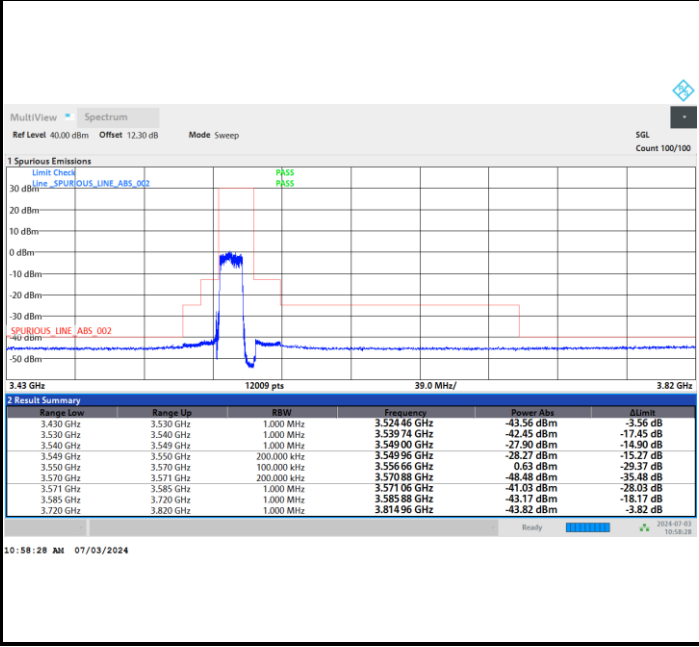 MultiView Spectrum
Ref Level 40.00 dBm Offset 12.30 dB Mode Sweep SGL
Count 100/100
1 Spurious Emissions
Limit Check PASS
Line _SPURIOUS_LINE_ABS_002 PASS
30 dBm
20 dBm
10 dBm
0 dBm
-10 dBm
-20 dBm
-30 dBm
_SPURIOUS_LINE_ABS_002
-40 dBm
-50 dBm
3.43 GHz 12009 pts 39.0 MHz/ 3.82 GHz
2 Result Summary
Range Low Range Up RBW Frequency Power Abs ΔLimit
3.430 GHz 3.530 GHz 1.000 MHz 3.524 46 GHz -43.56 dBm -3.56 dB
3.530 GHz 3.540 GHz 1.000 MHz 3.539 74 GHz -42.45 dBm -17.45 dB
3.540 GHz 3.549 GHz 1.000 MHz 3.549 00 GHz -27.90 dBm -14.90 dB
3.549 GHz 3.550 GHz 200.000 kHz 3.549 96 GHz -28.27 dBm -15.27 dB
3.550 GHz 3.570 GHz 100.000 kHz 3.556 66 GHz 0.63 dBm -29.37 dB
3.570 GHz 3.571 GHz 200.000 kHz 3.570 88 GHz -48.48 dBm -35.48 dB
3.571 GHz 3.585 GHz 1.000 MHz 3.571 06 GHz -41.03 dBm -28.03 dB
3.585 GHz 3.720 GHz 1.000 MHz 3.585 88 GHz -43.17 dBm -18.17 dB
3.720 GHz 3.820 GHz 1.000 MHz 3.814 96 GHz -43.82 dBm -3.82 dB
Ready 2024-07-03
10:58:28
10:58:28 AM 07/03/2024